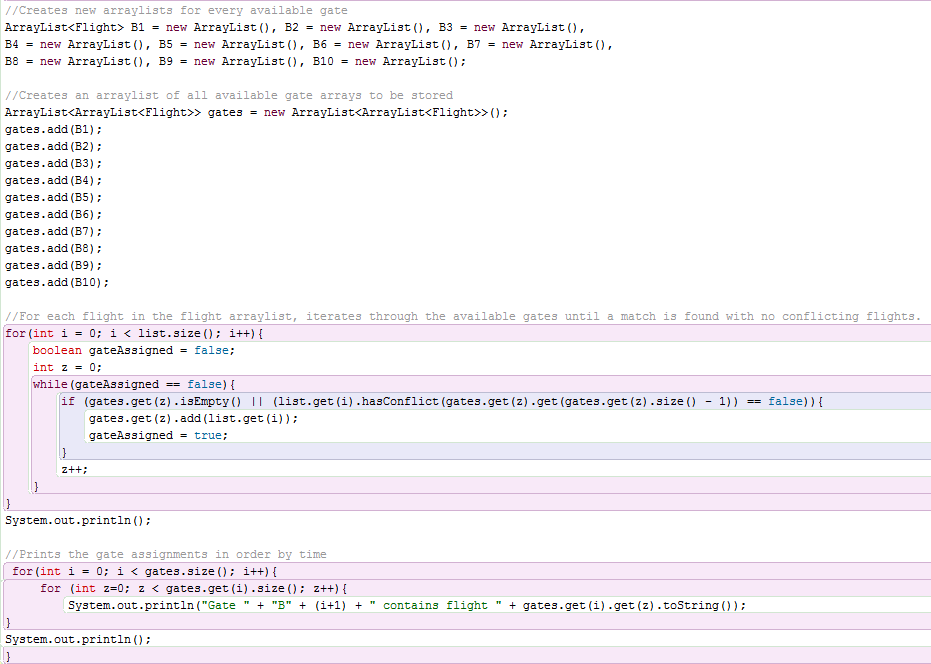 //Creates new arraylists for every available gate
ArrayList<Flight> B1 = new ArrayList(), B2 = new ArrayList(), B3 = new ArrayList(),
B4 = new ArrayList(), B5 = new ArrayList(), B6 = new ArrayList(), B7 = new ArrayList(),
B8 = new ArrayList(), B9 = new ArrayList(), B10 = new ArrayList();
//Creates an arraylist of all available gate arrays to be stored
ArrayList<ArrayList<Flight>> gates = new ArrayList<ArrayList<Flight>>();
gates.add(B1);
gates.add(B2);
gates.add(B3);
gates.add(B4);
gates.add(B5);
gates.add(B6);
gates.add(B7);
gates.add(B8);
gates.add(B9);
gates.add(B10);
//For each flight in the flight arraylist, iterates through the available gates until a match is found with no conflicting flights.
for(int i = 0; i < list.size(); i++){
boolean gateAssigned = false;
int z = 0;
while(gateAssigned == false){
if (gates.get(z).isEmpty() || (list.get(i).hasConflict(gates.get(z).get(gates.get(z).size() - 1)) == false)){
gates.get(z).add(list.get(i));
gateAssigned = true;
}
z++;
}
}
System.out.println();
//Prints the gate assignments in order by time
for(int i = 0; i < gates.size(); i++){
for (int z=0; z < gates.get(i).size(); z++){
System.out.println("Gate " + "B" + (i+1) + " contains flight " + gates.get(i).get(z).toString());
}
System.out.println();
}